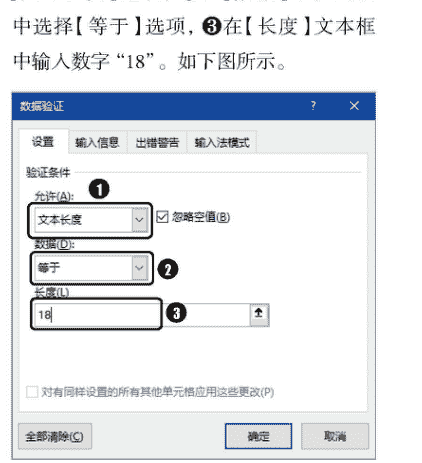 中选择【等于】选项,❸在【长度】文本框
中输入数字“18”。如下图所示。
数据验证 ? ×
设置 输入信息 出错警告 输入法模式
验证条件
允许(A): ❶
文本长度 忽略空值(B)
数据(D):
等于 ❷
长度(L)
18 ❸
对有同样设置的所有其他单元格应用这些更改(P)
全部清除(C) 确定 取消